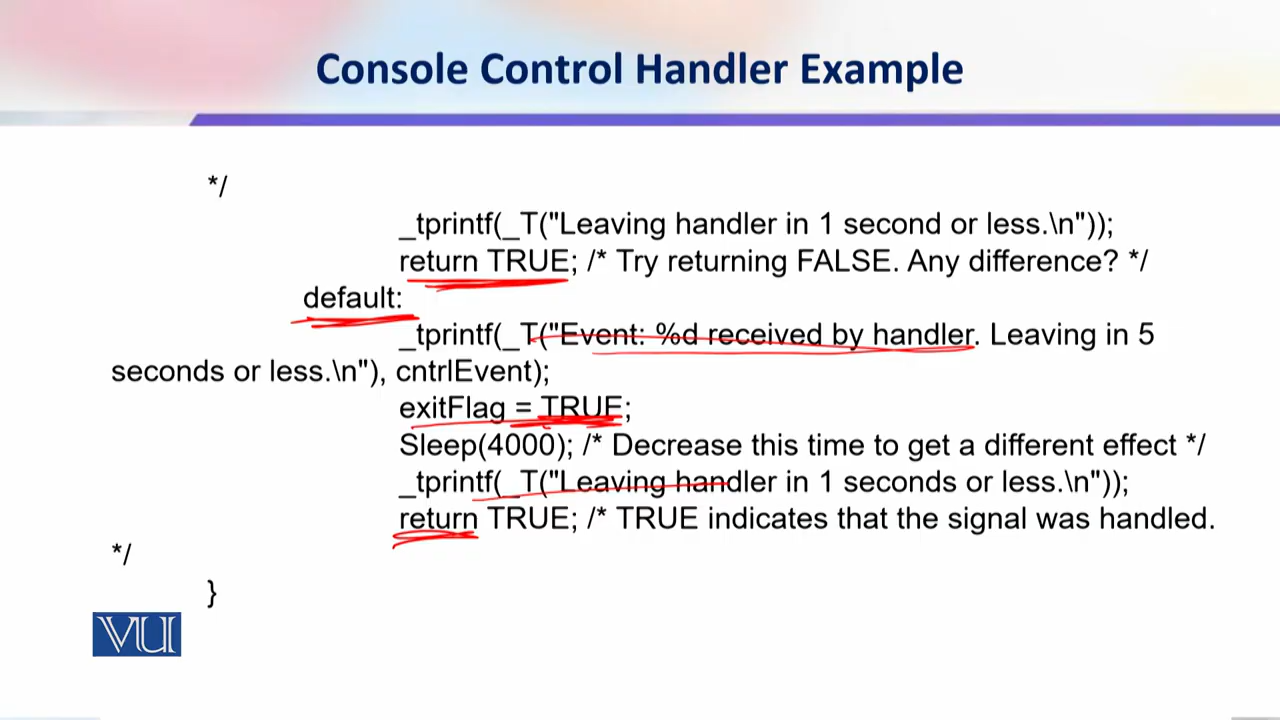 Console Control Handler Example
*/
_tprintf(_T("Leaving handler in 1 second or less.\n"));
return TRUE; /* Try returning FALSE. Any difference? */
default:
_tprintf(_T("Event: %d received by handler. Leaving in 5
seconds or less.\n"), cntrlEvent);
exitFlag = TRUE;
Sleep(4000); /* Decrease this time to get a different effect */
_tprintf(_T("Leaving handler in 1 seconds or less.\n"));
return TRUE; /* TRUE indicates that the signal was handled.
*/
}
VU